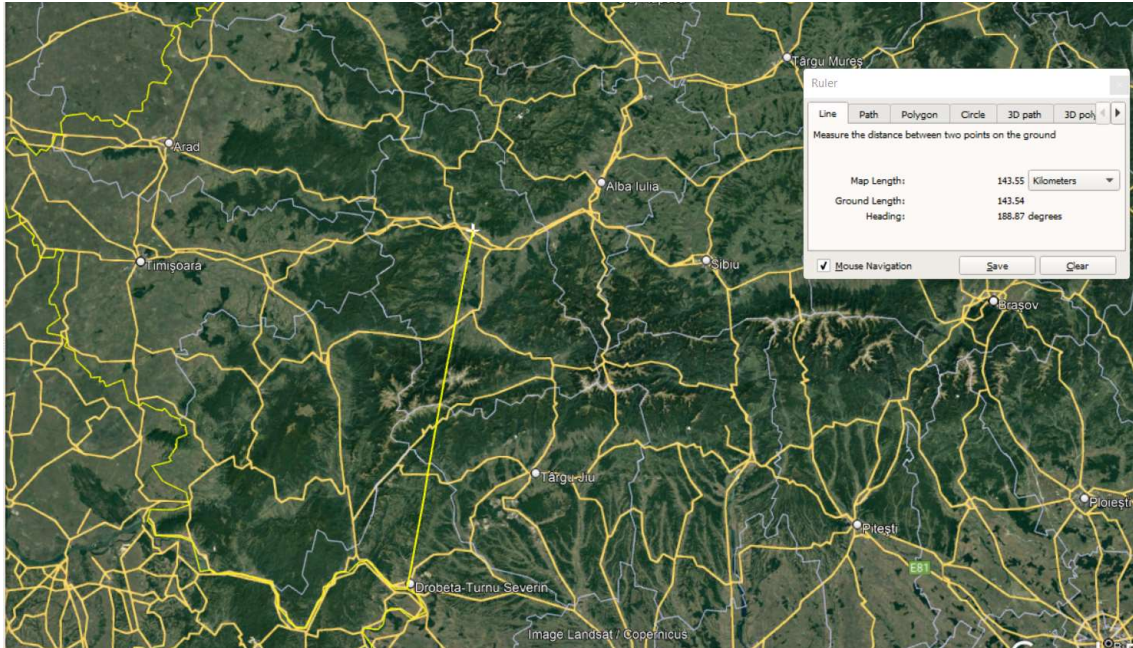 Târgu Mureș
Ruler
Line Path Polygon Circle 3D path
Measure the distance between two points on the ground
Map Length: 143.55 Kilometers
Ground Length: 143.54
Heading: 188.87 degrees
Mouse Navigation Save Clear
Arad
Alba Iulia
Timișoara
Sibiu
Brașov
Târgu Jiu
Ploiești
Pitești
E81
Drobeta-Turnu Severin
Image Landsat / Copernicus